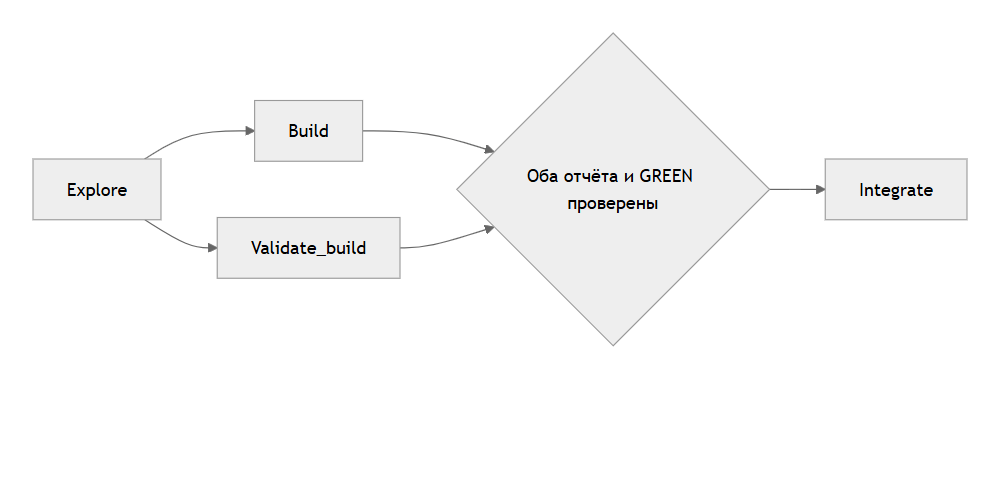 Explore
Build
Validate_build
Оба отчёта и GREEN
проверены
Integrate